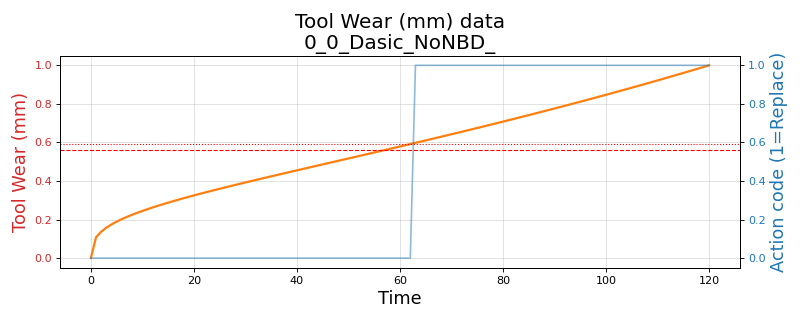 Tool Wear (mm) data
0_0_Dasic_NoNBD_
1.0
0.8
0.6
0.4
0.2
0.0
Tool Wear (mm)
1.0
0.8
0.6
0.4
0.2
0.0
Action code (1=Replace)
0 20 40 60 80 100 120
Time